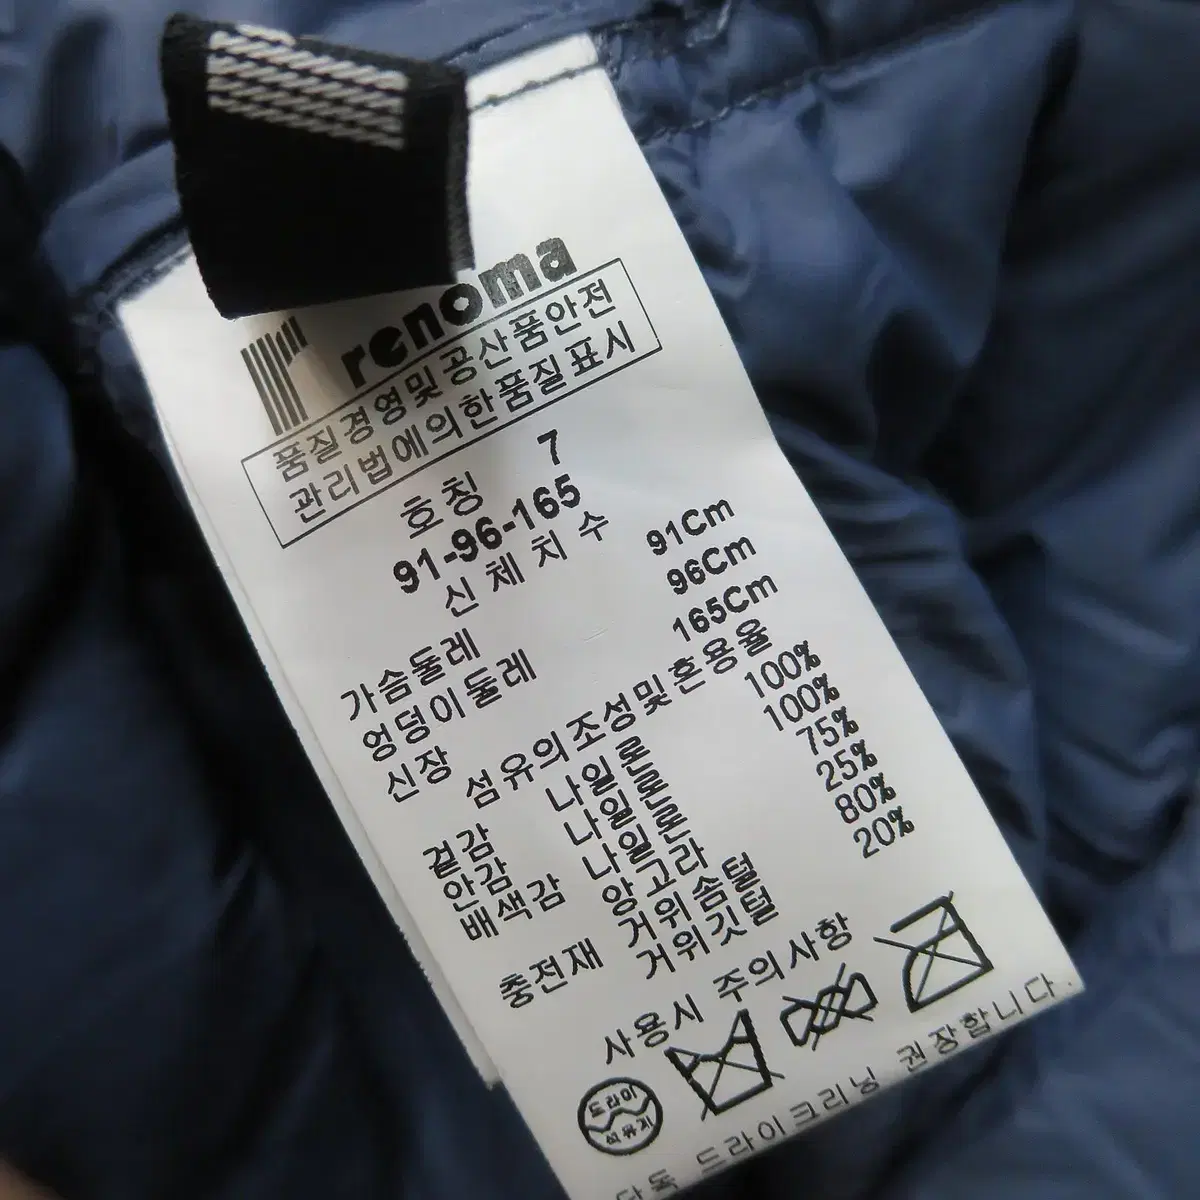 renoma
품질경영및공산품안전
관리법에의한품질표시
호칭 7
91-96-165
신체치수
가슴둘레 91Cm
엉덩이둘레 96Cm
신장 165Cm
섬유의조성및혼용율
겉감 나일론 100%
안감 나일론 100%
배색감 나일론 75%
앙고라 25%
충전재 거위솜털 80%
거위깃털 20%
사용시 주의사항
드라이
석유계
단독 드라이크리닝 권장합니다.